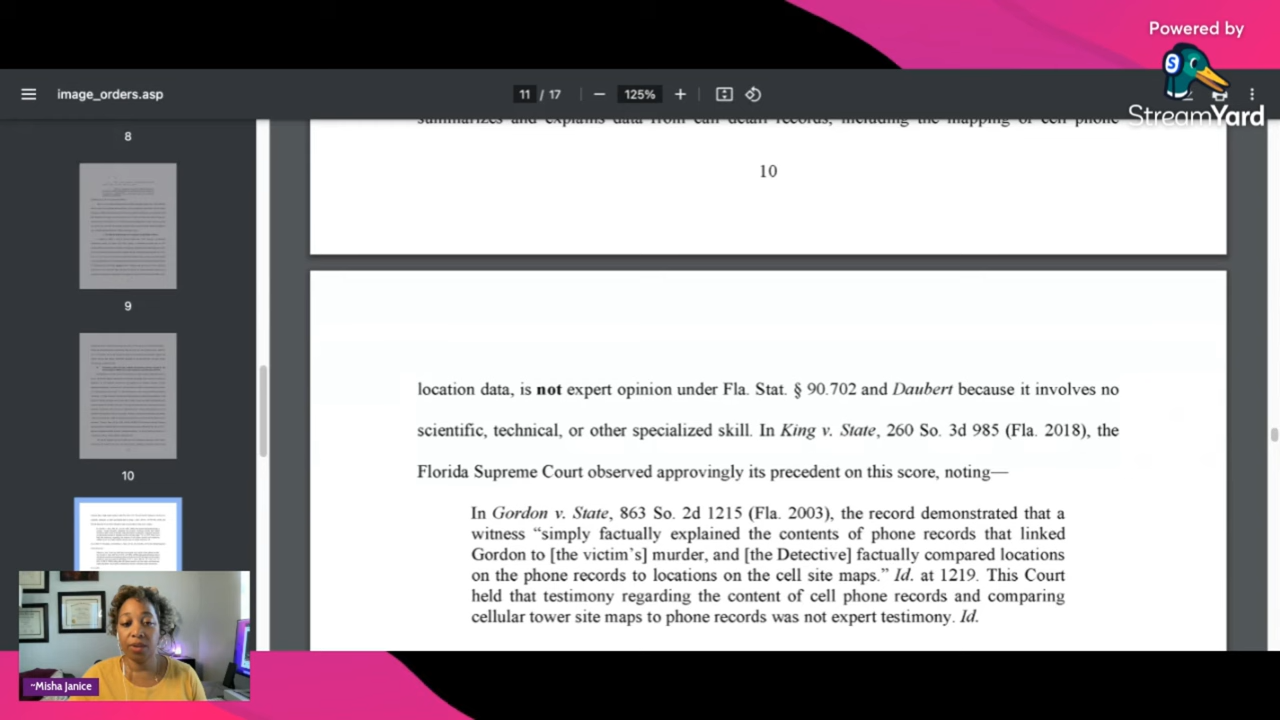 Powered by
StreamYard
image_orders.asp
11 / 17
125%
8
9
10
summarizes and explains data from call detail records, including the mapping of cell phone
10
location data, is not expert opinion under Fla. Stat. § 90.702 and Daubert because it involves no
scientific, technical, or other specialized skill. In King v. State, 260 So. 3d 985 (Fla. 2018), the
Florida Supreme Court observed approvingly its precedent on this score, noting—
In Gordon v. State, 863 So. 2d 1215 (Fla. 2003), the record demonstrated that a
witness “simply factually explained the contents of phone records that linked
Gordon to [the victim’s] murder, and [the Detective] factually compared locations
on the phone records to locations on the cell site maps.” Id. at 1219. This Court
held that testimony regarding the content of cell phone records and comparing
cellular tower site maps to phone records was not expert testimony. Id.
~Misha Janice